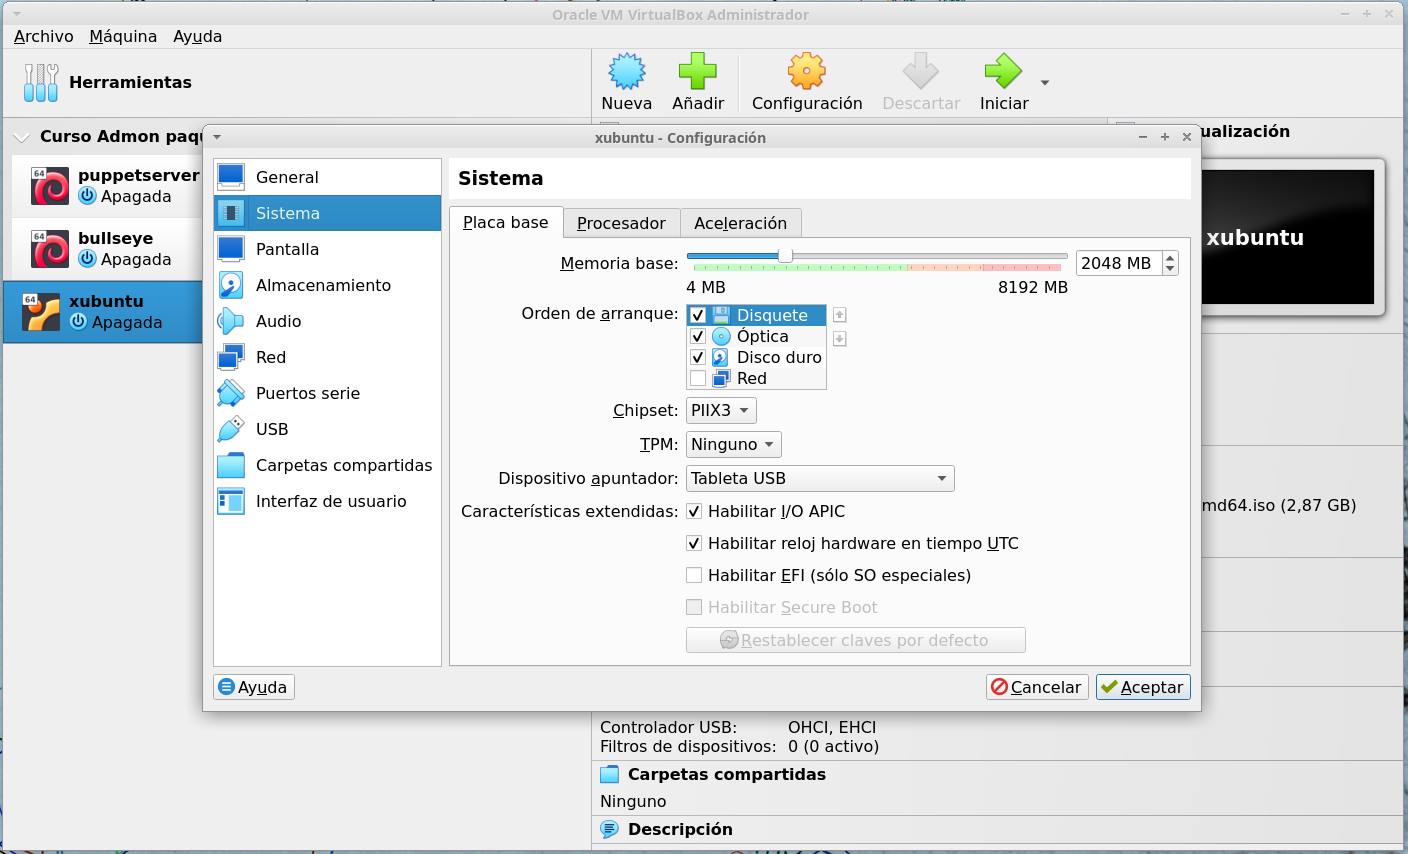 Oracle VM VirtualBox Administrador
Archivo Máquina Ayuda
Herramientas
Nueva Añadir Configuración Descartar Iniciar
Curso Admon paqu
64 puppetserver
Apagada
64 bullseye
Apagada
64 xubuntu
Apagada
xubuntu - Configuración
General
Sistema
Pantalla
Almacenamiento
Audio
Red
Puertos serie
USB
Carpetas compartidas
Interfaz de usuario
Sistema
Placa base Procesador Aceleración
Memoria base: 2048 MB
4 MB 8192 MB
Orden de arranque: Disquete
Óptica
Disco duro
Red
Chipset: PIIX3
TPM: Ninguno
Dispositivo apuntador: Tableta USB
Características extendidas: Habilitar I/O APIC
Habilitar reloj hardware en tiempo UTC
Habilitar EFI (sólo SO especiales)
Habilitar Secure Boot
Restablecer claves por defecto
Ayuda Cancelar Aceptar
ualización
xubuntu
md64.iso (2,87 GB)
Controlador USB: OHCI, EHCI
Filtros de dispositivos: 0 (0 activo)
Carpetas compartidas
Ninguno
Descripción